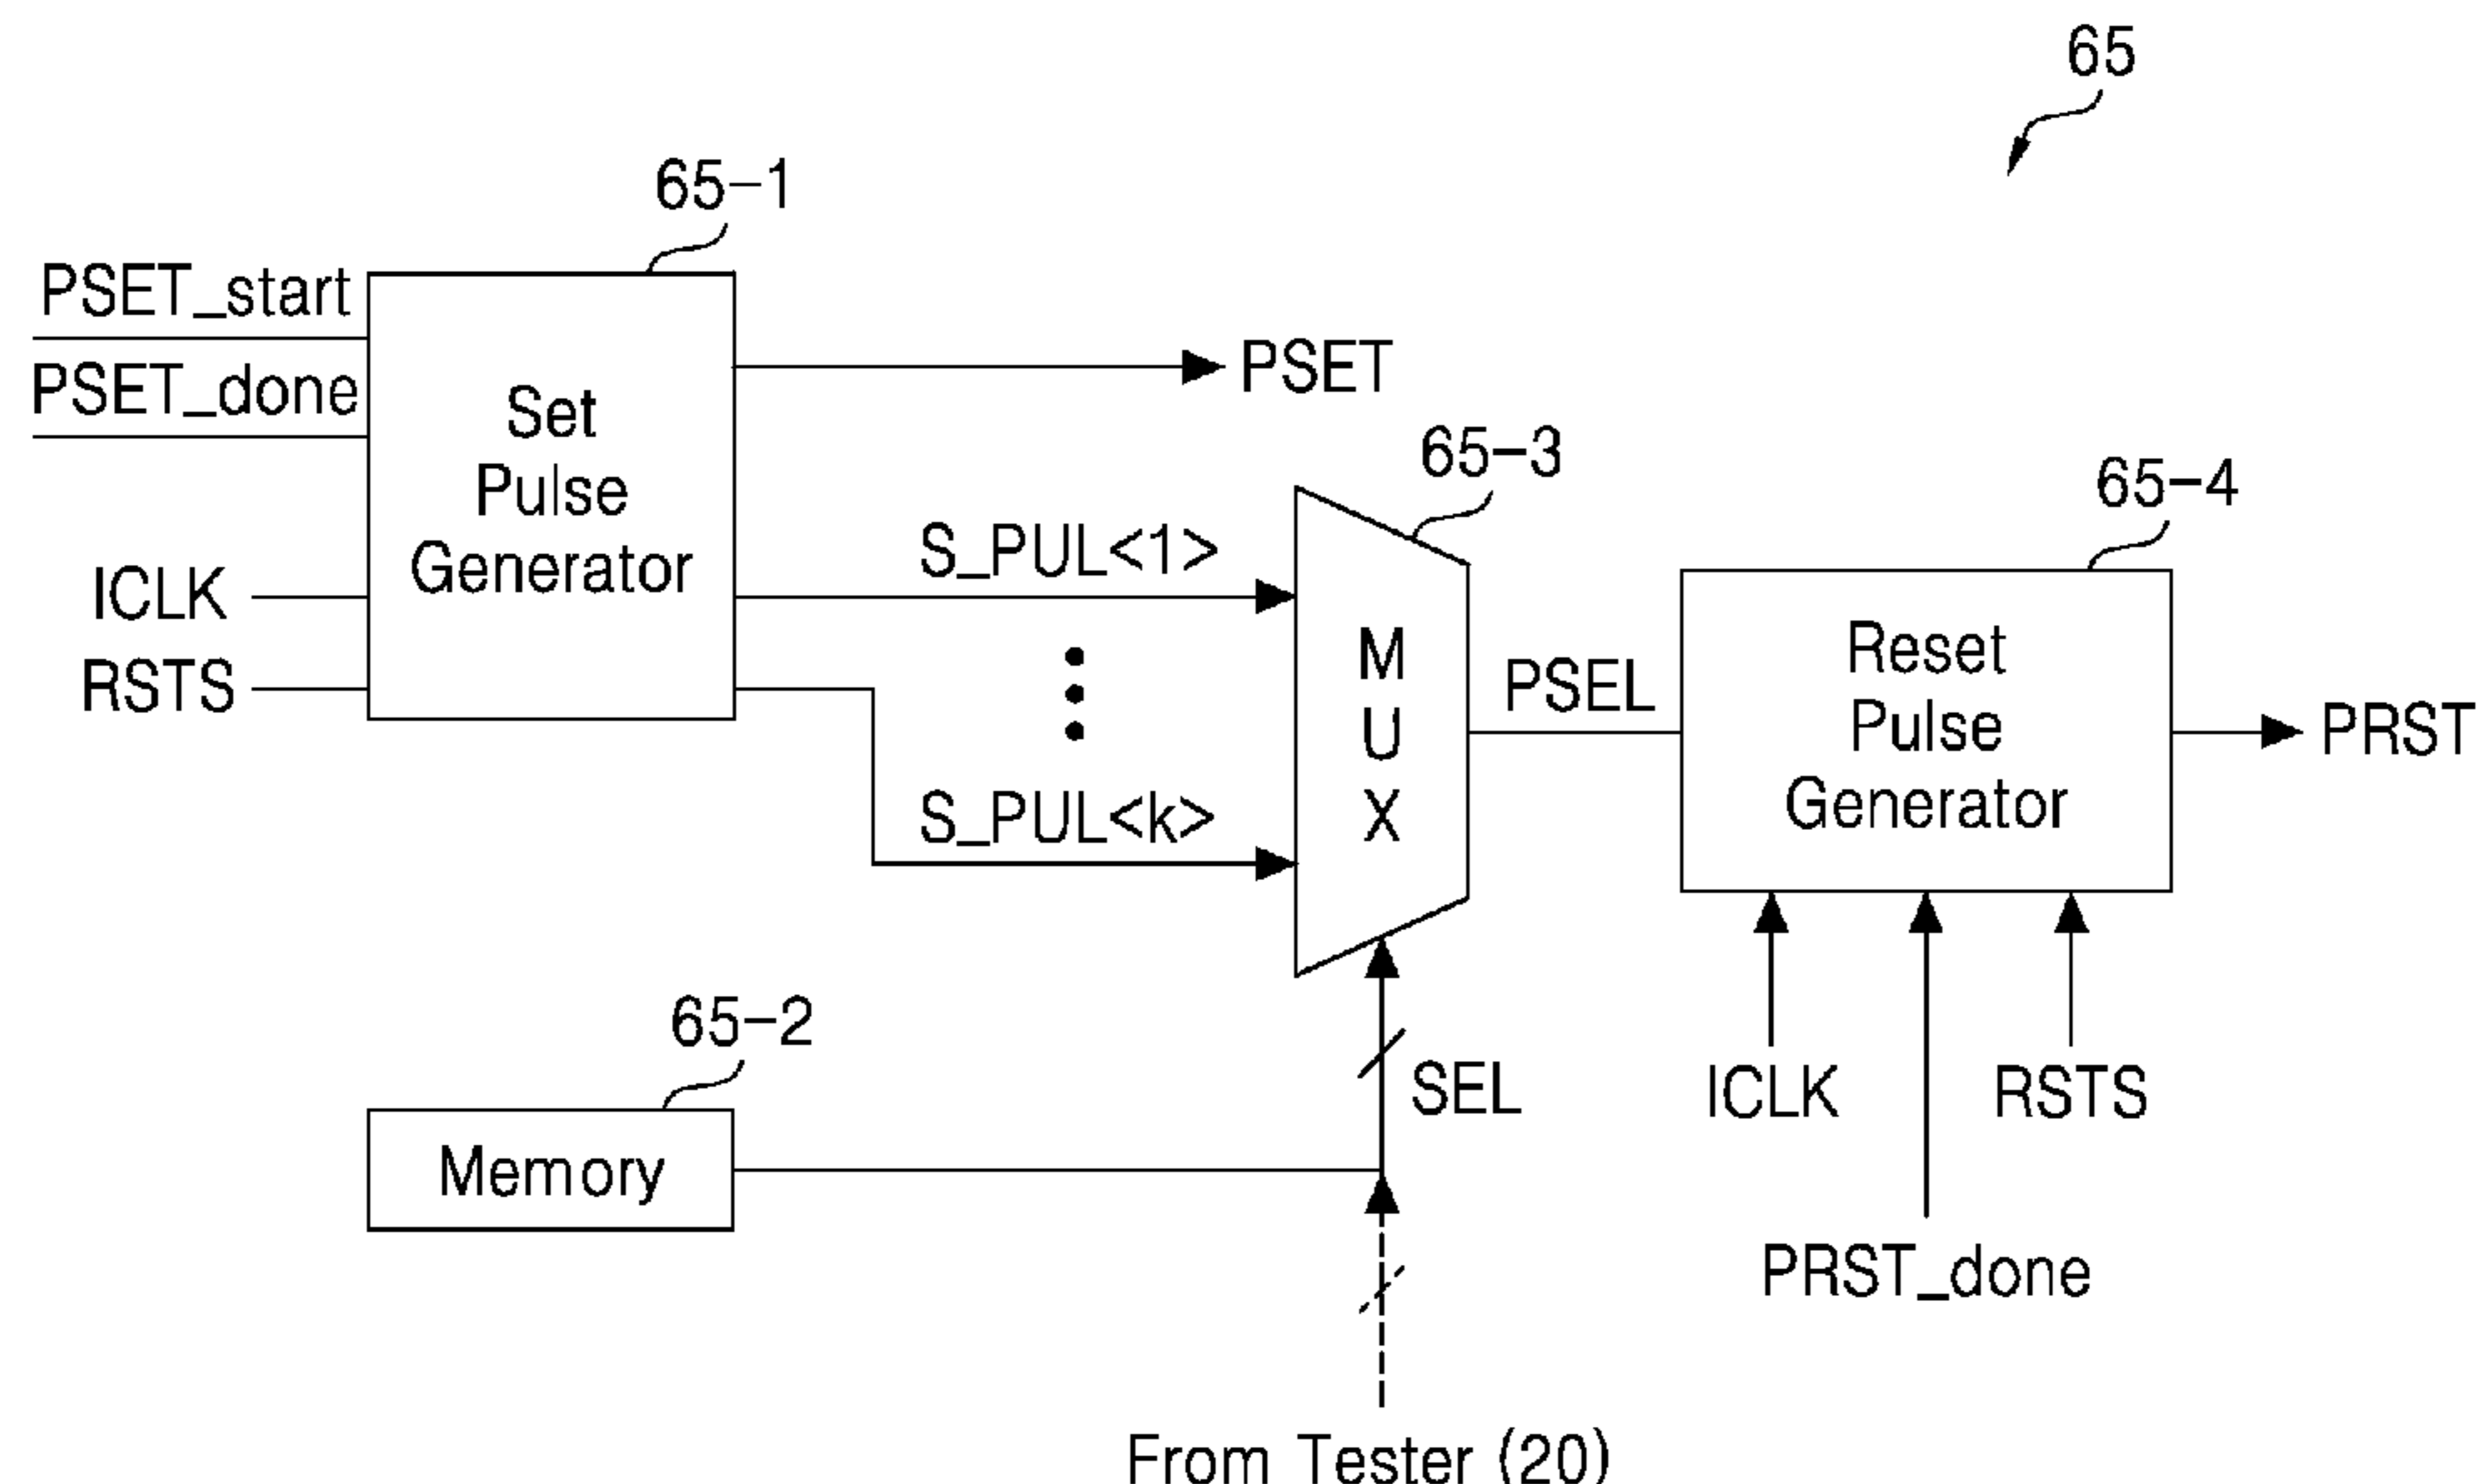 65
65-1
PSET_start
PSET_done
ICLK
RSTS
Set
Pulse
Generator
PSET
S_PUL<1>
S_PUL<k>
65-3
M
U
X
PSEL
65-4
Reset
Pulse
Generator
PRST
ICLK
RSTS
PRST_done
65-2
Memory
SEL
From Tester (20)